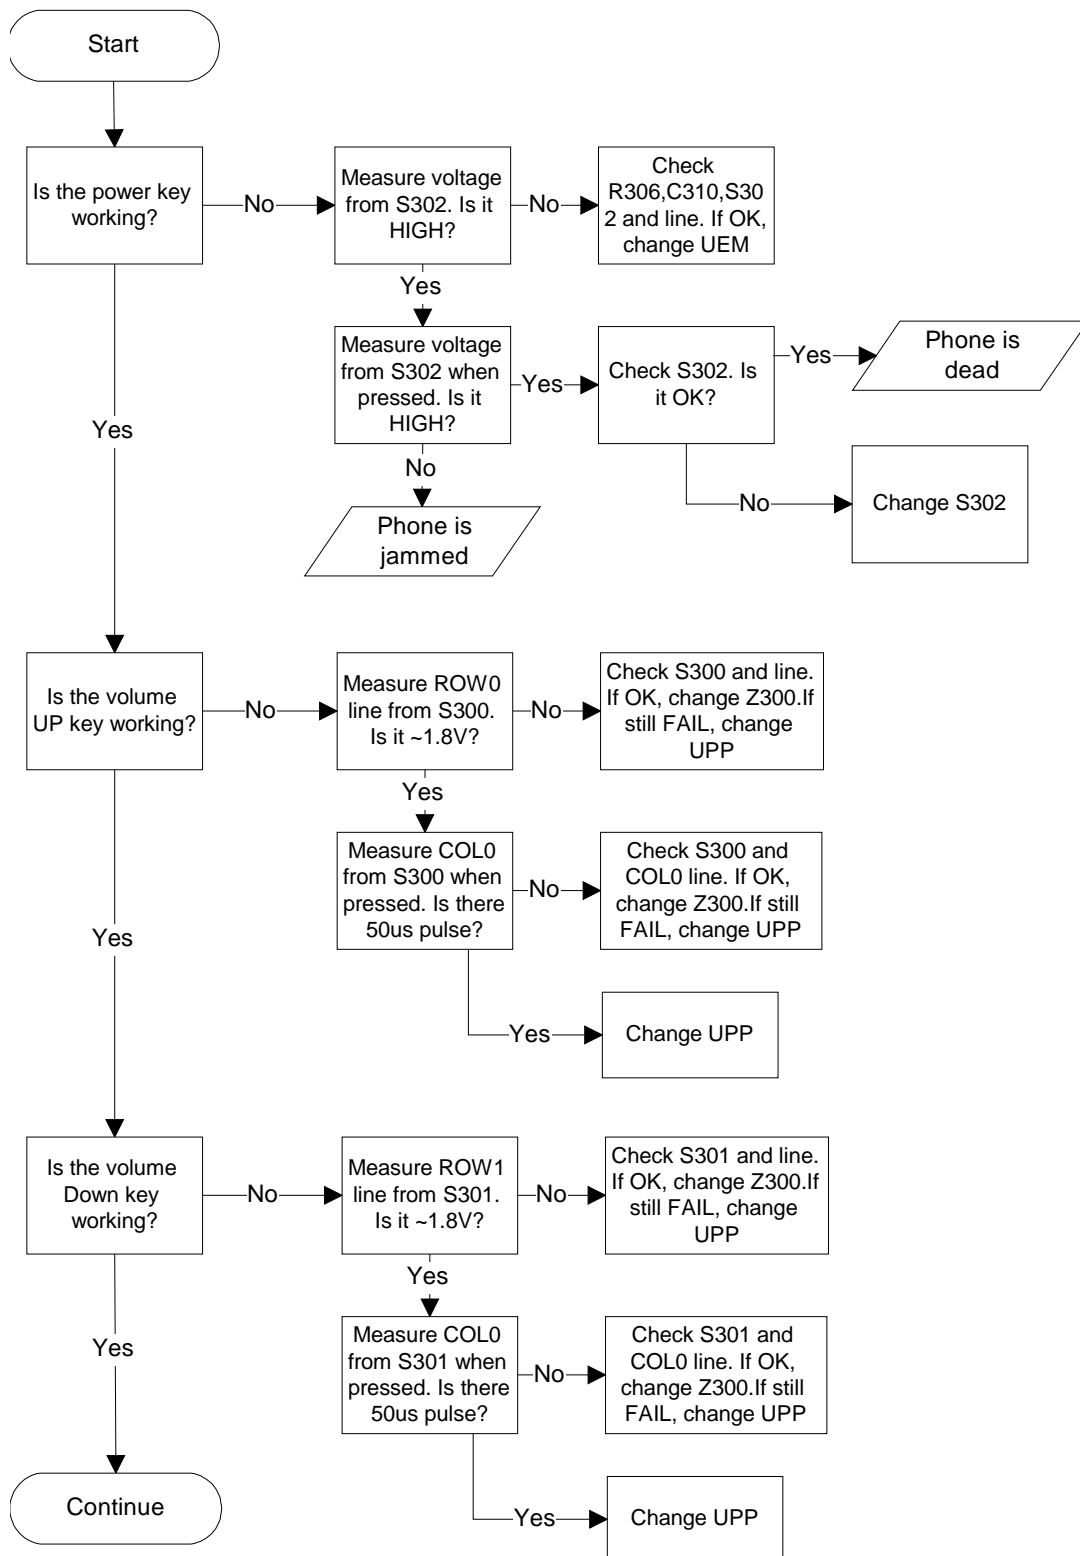 Start
Is the power key
working?
No
Measure voltage
from S302. Is it
HIGH?
No
Check
R306,C310,S30
2 and line. If OK,
change UEM
Yes
Measure voltage
from S302 when
pressed. Is it
HIGH?
Yes
Check S302. Is
it OK?
Yes
Phone is
dead
No
Change S302
No
Phone is
jammed
Yes
Is the volume
UP key working?
No
Measure ROW0
line from S300.
Is it ~1.8V?
No
Check S300 and line.
If OK, change Z300.If
still FAIL, change
UPP
Yes
Measure COL0
from S300 when
pressed. Is there
50us pulse?
No
Check S300 and
COL0 line. If OK,
change Z300.If still
FAIL, change UPP
Yes
Change UPP
Yes
Is the volume
Down key
working?
No
Measure ROW1
line from S301.
Is it ~1.8V?
No
Check S301 and line.
If OK, change Z300.If
still FAIL, change
UPP
Yes
Measure COL0
from S301 when
pressed. Is there
50us pulse?
No
Check S301 and
COL0 line. If OK,
change Z300.If still
FAIL, change UPP
Yes
Change UPP
Yes
Continue